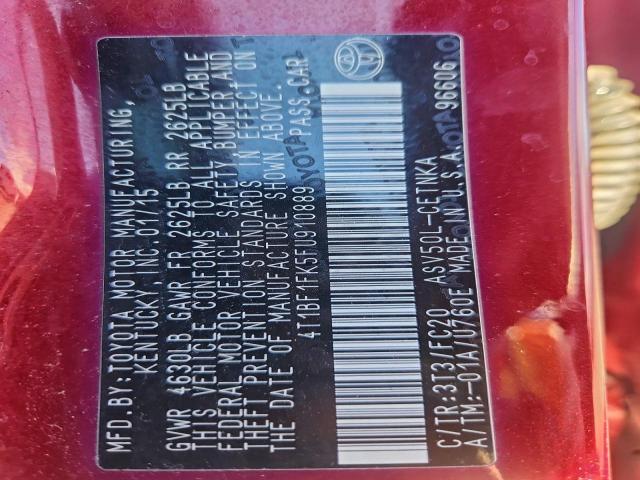 MFD. BY: TOYOTA MOTOR MANUFACTURING,
KENTUCKY, INC. 01/15
GVWR 4630LB GAWR FR 2625LB RR 2625LB
THIS VEHICLE CONFORMS TO ALL APPLICABLE
FEDERAL MOTOR VEHICLE SAFETY, BUMPER, AND
THEFT PREVENTION STANDARDS IN EFFECT ON
THE DATE OF MANUFACTURE SHOWN ABOVE.
4T1BF1FK5FU910889 PASS. CAR
C/TR:3T3/FC20 ASV50L-CETNKA
A/TM:-01A/U760E MADE IN U.S.A. 96606